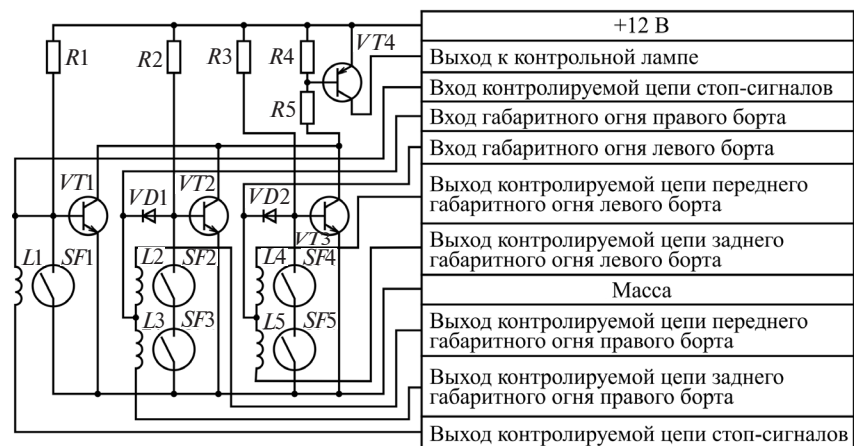 R1
R2
R3
R4
VT4
R5
VT1
VD1
VT2
VD2
VT3
L1
SF1
L2
SF2
L4
SF4
L3
SF3
L5
SF5
+12 В
Выход к контрольной лампе
Вход контролируемой цепи стоп-сигналов
Вход габаритного огня правого борта
Вход габаритного огня левого борта
Выход контролируемой цепи переднего
габаритного огня левого борта
Выход контролируемой цепи заднего
габаритного огня левого борта
Масса
Выход контролируемой цепи переднего
габаритного огня правого борта
Выход контролируемой цепи заднего
габаритного огня правого борта
Выход контролируемой цепи стоп-сигналов